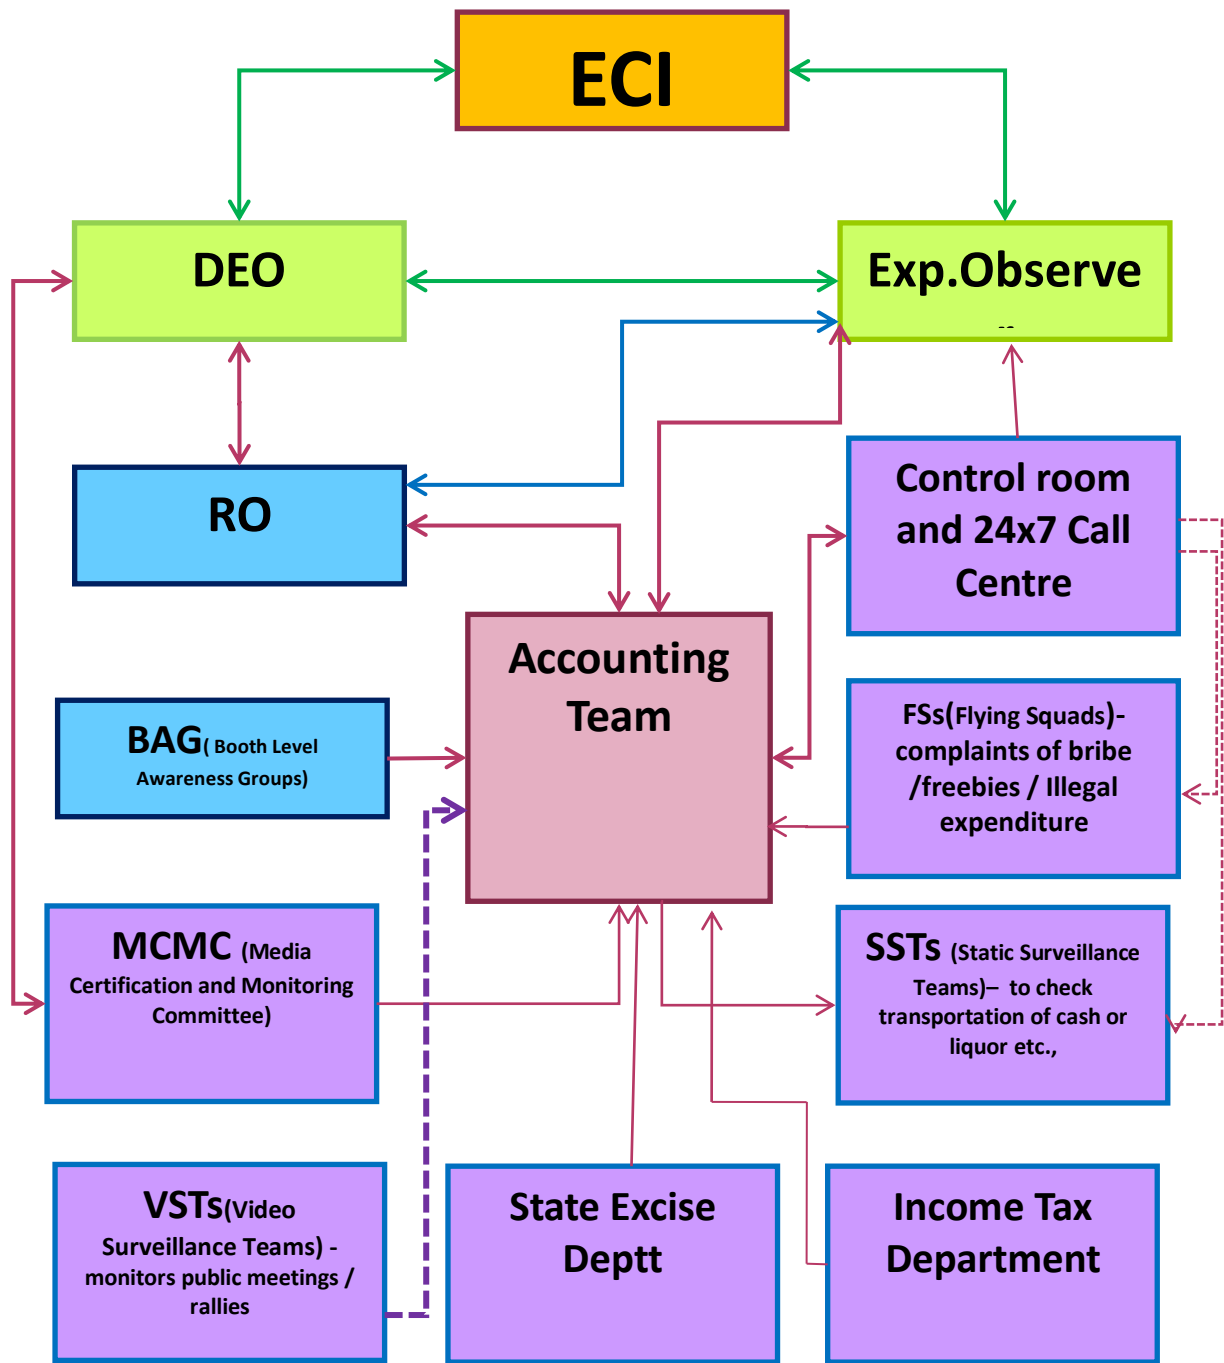 ECI
DEO
Exp.Observe
RO
Control room
and 24x7 Call
Centre
Accounting
Team
BAG( Booth Level
Awareness Groups)
FSs(Flying Squads)-
complaints of bribe
/freebies / Illegal
expenditure
MCMC (Media
Certification and Monitoring
Committee)
SSTs (Static Surveillance
Teams)– to check
transportation of cash or
liquor etc.,
VSTs(Video
Surveillance Teams) -
monitors public meetings /
rallies
State Excise
Deptt
Income Tax
Department